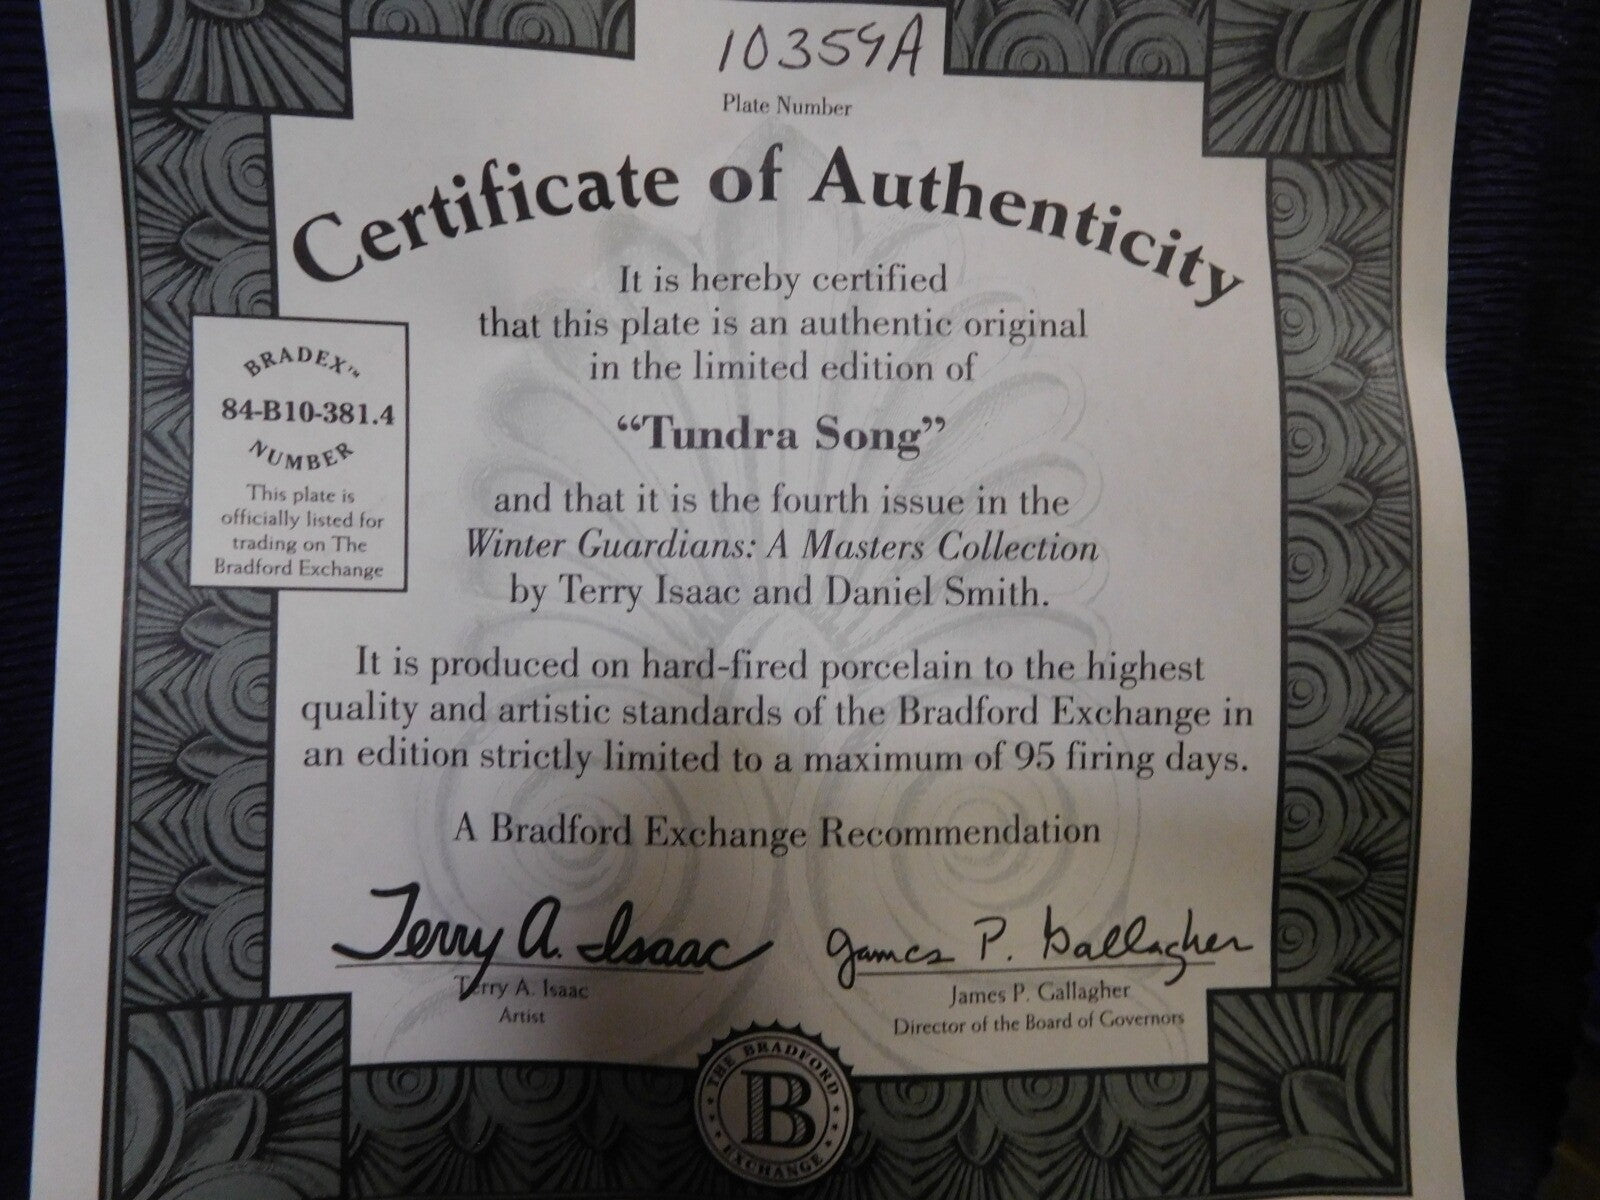 10359A
Plate Number
Certificate of Authenticity
It is hereby certified
that this plate is an authentic original
in the limited edition of
“Tundra Song”
and that it is the fourth issue in the
Winter Guardians: A Masters Collection
by Terry Isaac and Daniel Smith.
BRADEX™
84-B10-381.4
NUMBER
This plate is
officially listed for
trading on The
Bradford Exchange
It is produced on hard-fired porcelain to the highest
quality and artistic standards of the Bradford Exchange in
an edition strictly limited to a maximum of 95 firing days.
A Bradford Exchange Recommendation
Terry A. Isaac
Terry A. Isaac
Artist
James P. Gallagher
James P. Gallagher
Director of the Board of Governors
THE BRADFORD
B
EXCHANGE